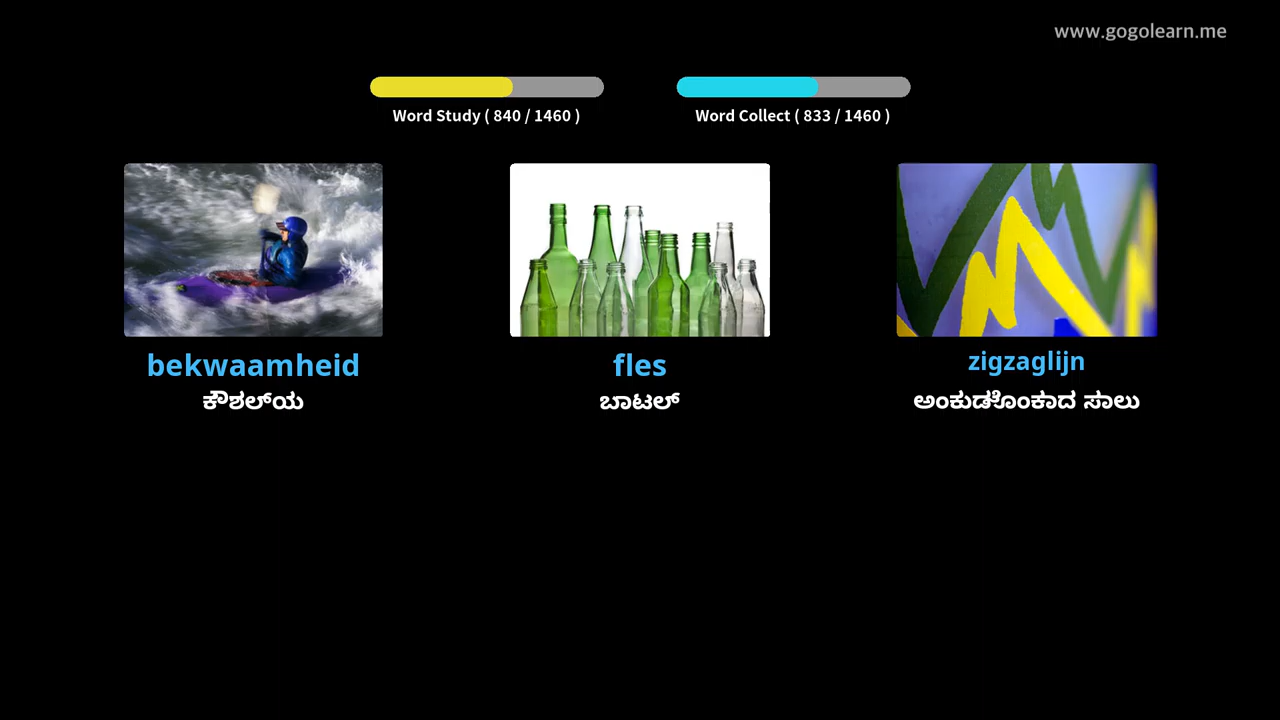 www.gogolearn.me
Word Study ( 840 / 1460 )
Word Collect ( 833 / 1460 )
bekwaamheid
fles
zigzaglijn
ಕೌಶಲ್‌ಯ
ಬಾಟಲ್
ಅಂಕುಡೊಂಕಾದ ಸಾಲು